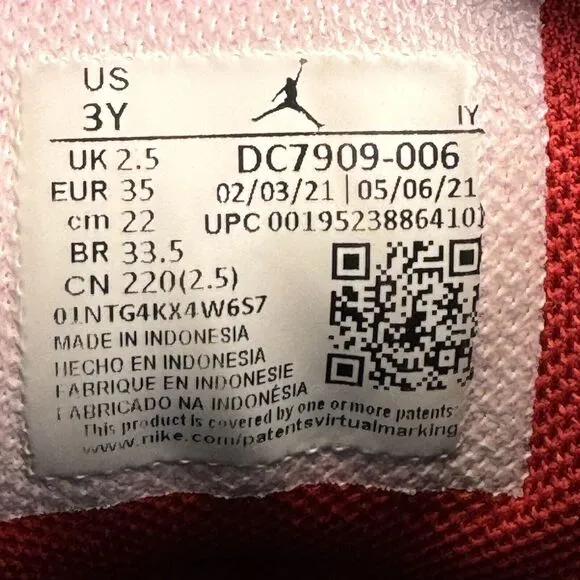 US
3Y
IY
UK 2.5
DC7909-006
EUR 35
02/03/21 | 05/06/21
cm 22
UPC 00195238864101
BR 33.5
CN 220(2.5)
01NTG4KX4W6S7
MADE IN INDONESIA
HECHO EN INDONESIA
FABRIQUE EN INDONESIE
FABRICADO NA INDONÉSIA
This product is covered by one or more patents
www.nike.com/patentsvirtualmarking